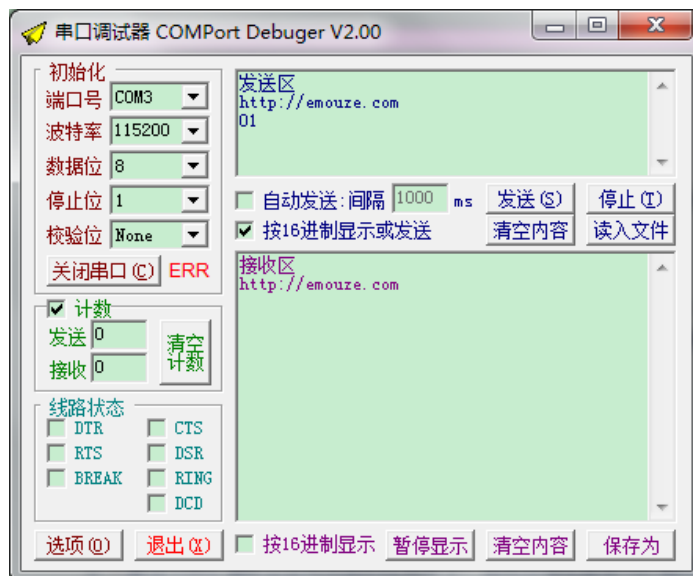 串口调试器 COMPort Debuger V2.00
初始化
端口号 COM3
波特率 115200
数据位 8
停止位 1
校验位 None
关闭串口(C) ERR
计数
发送 0
接收 0
清空
计数
线路状态
DTR CTS
RTS DSR
BREAK RING
DCD
选项(O) 退出(X)
发送区
http://emouze.com
01
自动发送:间隔 1000 ms 发送(S) 停止(T)
按16进制显示或发送 清空内容 读入文件
接收区
http://emouze.com
按16进制显示 暂停显示 清空内容 保存为